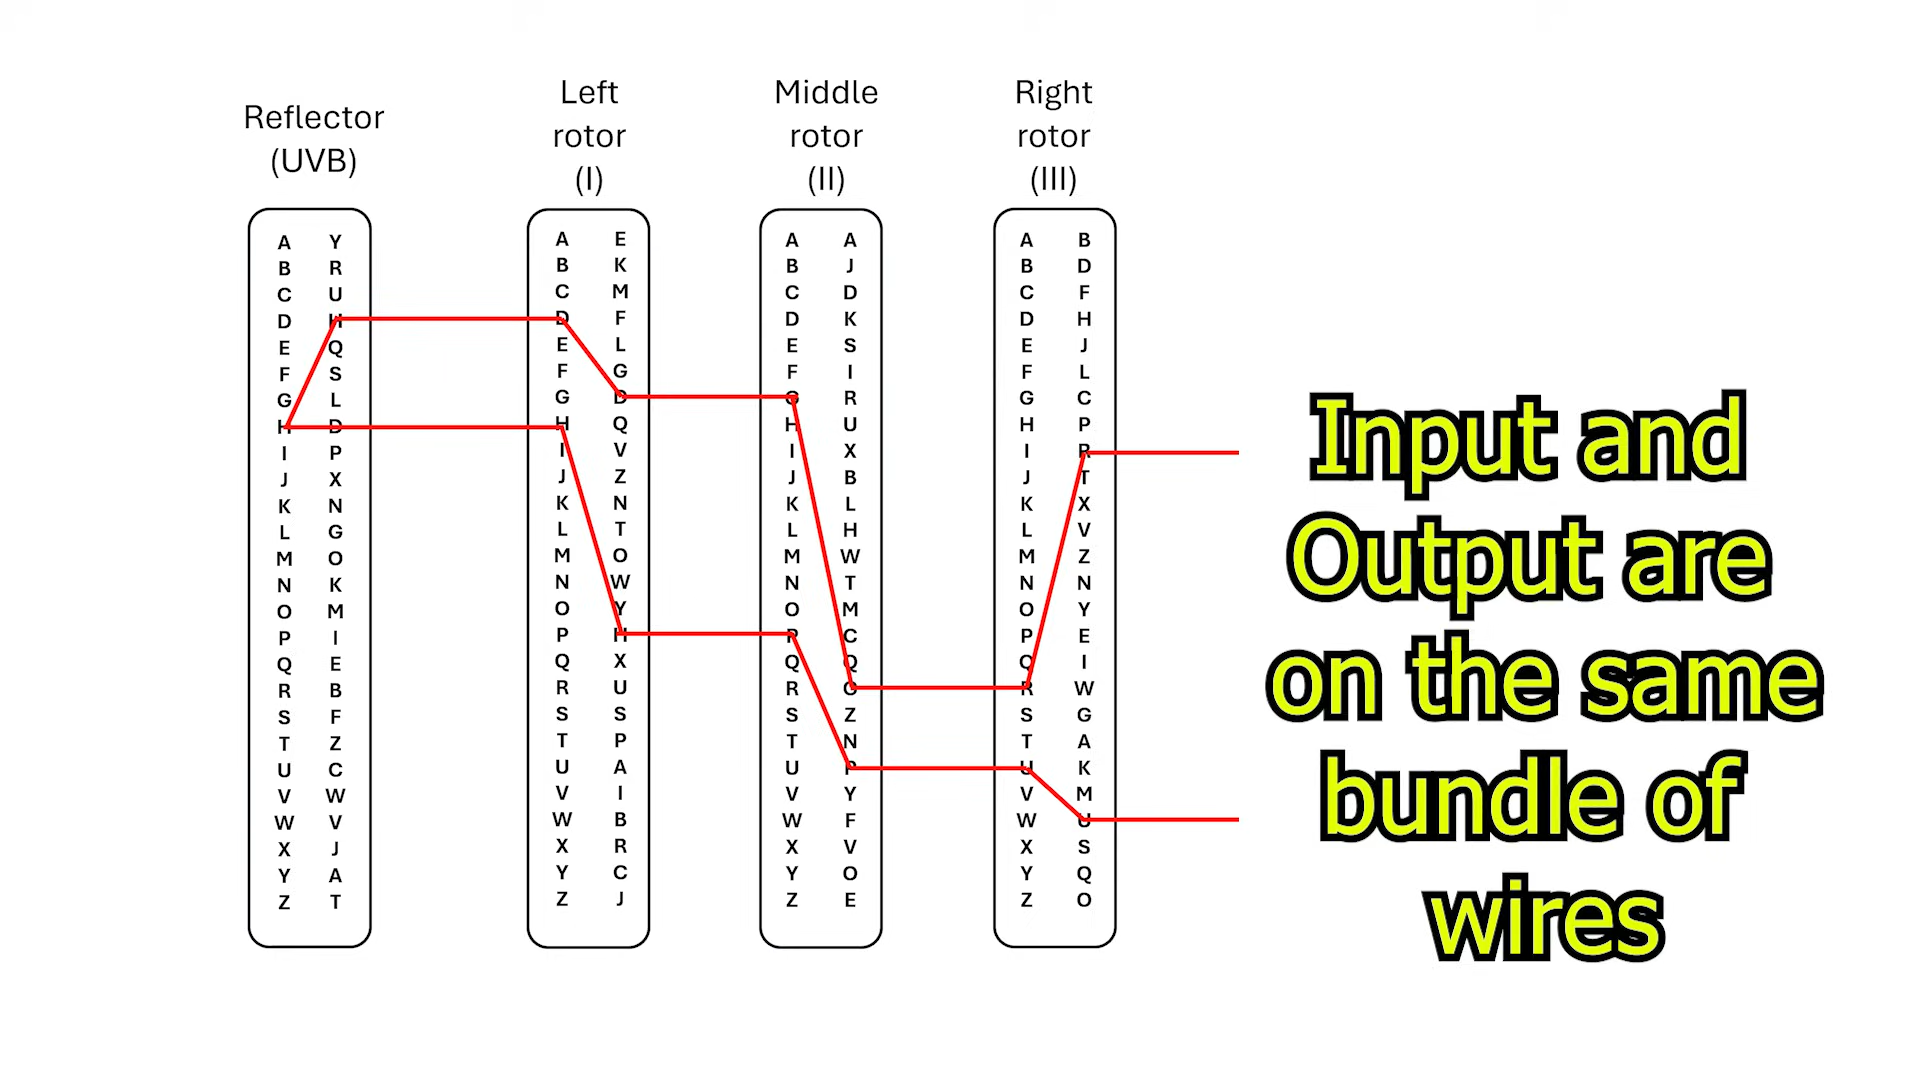 Reflector
(UVB)
A Y
B R
C U
D H
E Q
F S
G L
H D
I P
J X
K N
L G
M O
N K
O M
P I
Q E
R B
S F
T Z
U C
V W
W V
X J
Y A
Z T
Left
rotor
(I)
A E
B K
C M
D F
E L
F G
G D
H Q
I V
J Z
K N
L T
M O
N W
O Y
P H
Q X
R U
S S
T P
U A
V I
W B
X R
Y C
Z J
Middle
rotor
(II)
A A
B J
C D
D K
E S
F I
G R
H U
I X
J B
K L
L H
M W
N T
O M
P C
Q Q
R G
S Z
T N
U P
V Y
W F
X V
Y O
Z E
Right
rotor
(III)
A B
B D
C F
D H
E J
F L
G C
H P
I R
J T
K X
L V
M Z
N N
O Y
P E
Q I
R W
S G
T A
U K
V M
W U
X S
Y Q
Z O
Input and
Output are
on the same
bundle of
wires